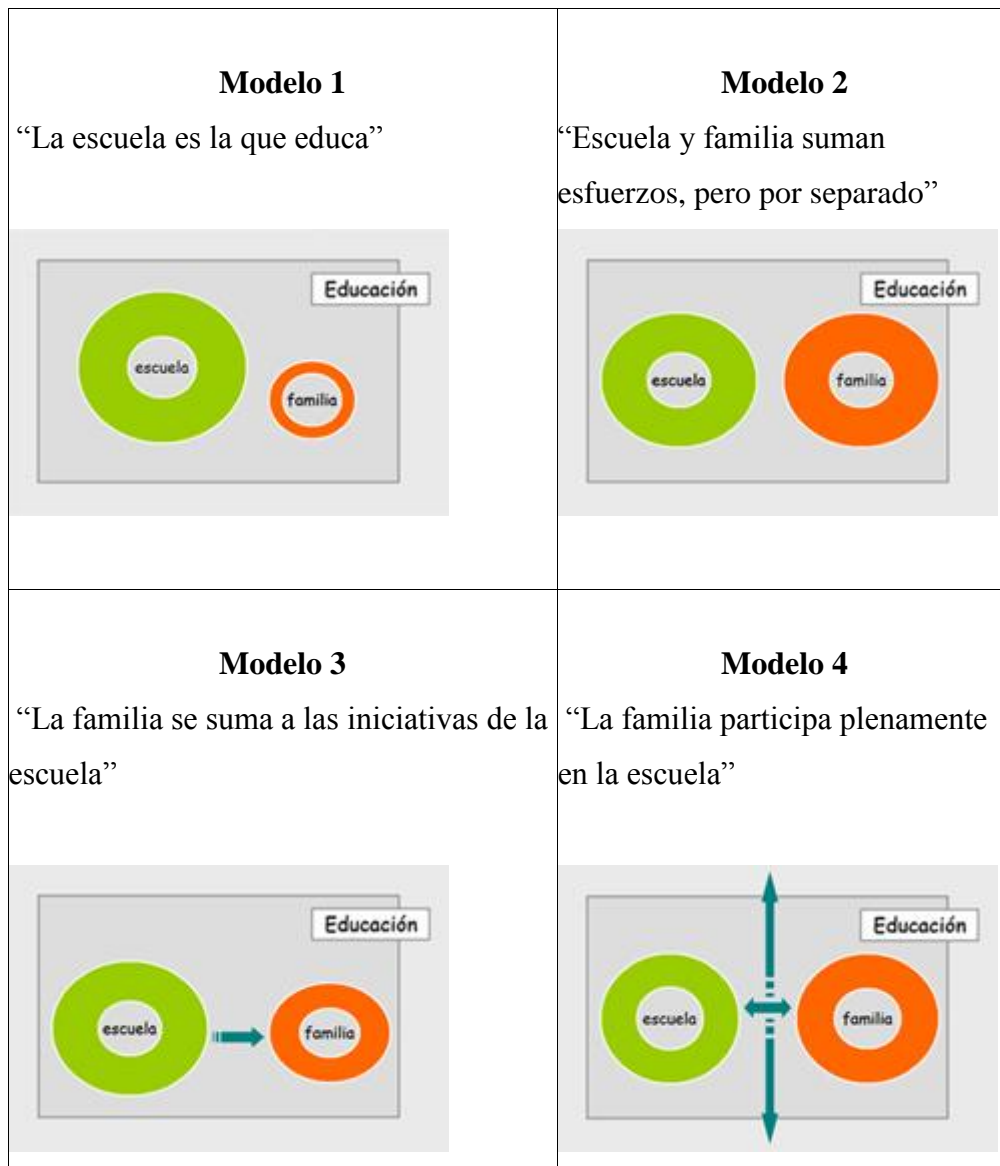 Modelo 1
“La escuela es la que educa”
Educación
escuela
familia
Modelo 2
“Escuela y familia suman
esfuerzos, pero por separado”
Educación
escuela
familia
Modelo 3
“La familia se suma a las iniciativas de la
escuela”
Educación
escuela
familia
Modelo 4
“La familia participa plenamente
en la escuela”
Educación
escuela
familia